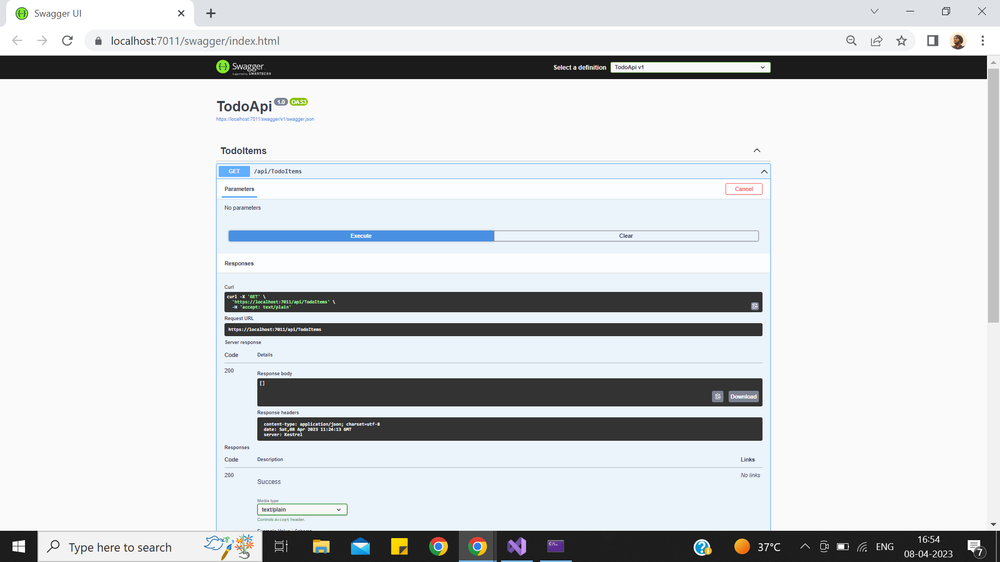 Swagger UI
localhost:7011/swagger/index.html
Swagger
Supported by SMARTBEAR
Select a definition
TodoApi v1
TodoApi 1.0 OAS3
https://localhost:7011/swagger/v1/swagger.json
TodoItems
GET /api/TodoItems
Parameters
Cancel
No parameters
Execute
Clear
Responses
Curl
curl -X 'GET' \
'https://localhost:7011/api/TodoItems' \
-H 'accept: text/plain'
Request URL
https://localhost:7011/api/TodoItems
Server response
Code Details
200
Response body
[]
Download
Response headers
content-type: application/json; charset=utf-8
date: Sat,08 Apr 2023 11:24:13 GMT
server: Kestrel
Responses
Code Description Links
200
Success
No links
Media type
text/plain
Controls Accept header.
Example Value | Schema
Type here to search
37°C
ENG
16:54
08-04-2023
7